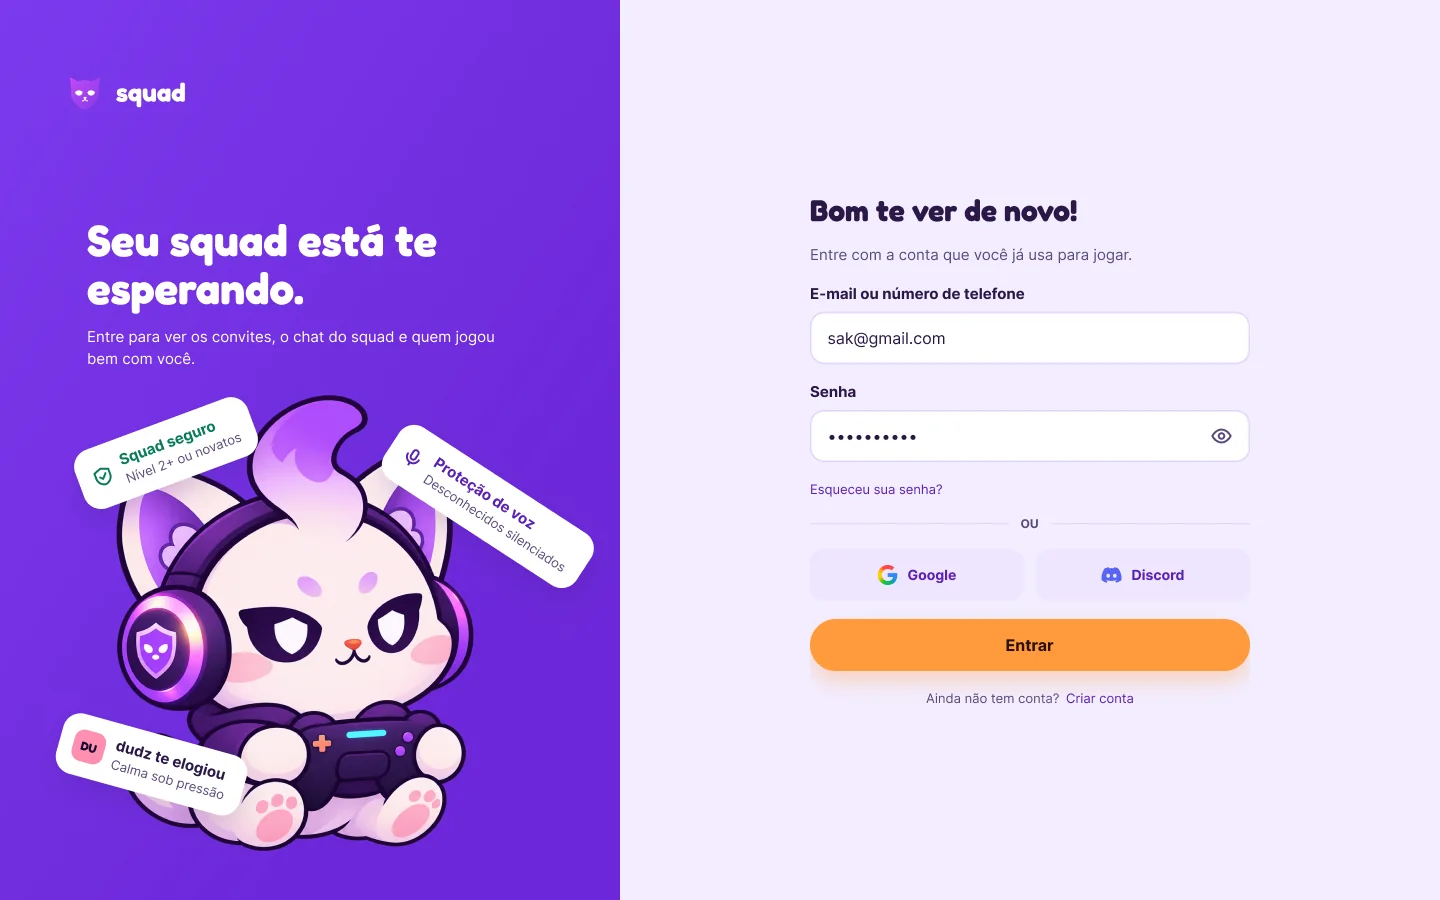 squad
Seu squad está te
esperando.
Entre para ver os convites, o chat do squad e quem jogou
bem com você.
Squad seguro
Nível 2+ ou novatos
Proteção de voz
Desconhecidos silenciados
DU
dudz te elogiou
Calma sob pressão
Bom te ver de novo!
Entre com a conta que você já usa para jogar.
E-mail ou número de telefone
sak@gmail.com
Senha
••••••••••
Esqueceu sua senha?
OU
Google
Discord
Entrar
Ainda não tem conta? Criar conta